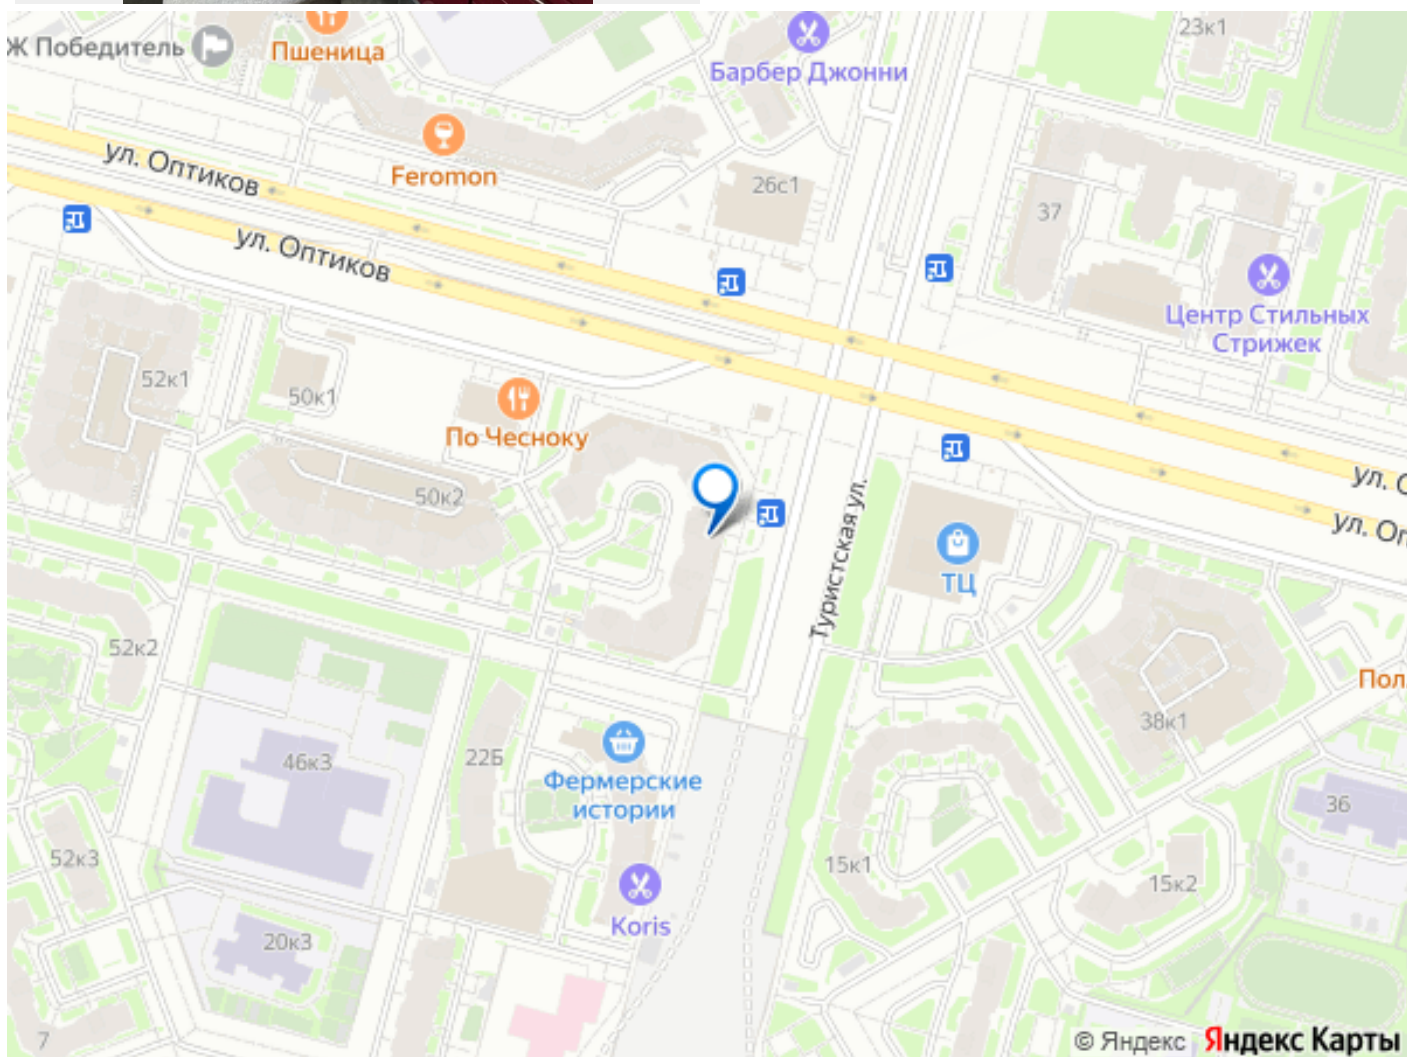 23к1
Ж Победитель
Пшеница
Барбер Джонни
ул. Оптиков
Feromon
26с1
37
ул. Оптиков
Центр Стильных
Стрижек
52к1
50к1
По Чесноку
50к2
ул. О
ул. Оп
Туристская ул.
ТЦ
52к2
Пол
38к1
46к3
22Б
Фермерские
истории
36
52к3
15к1
15к2
Koris
20к3
7
© Яндекс Яндекс Карты